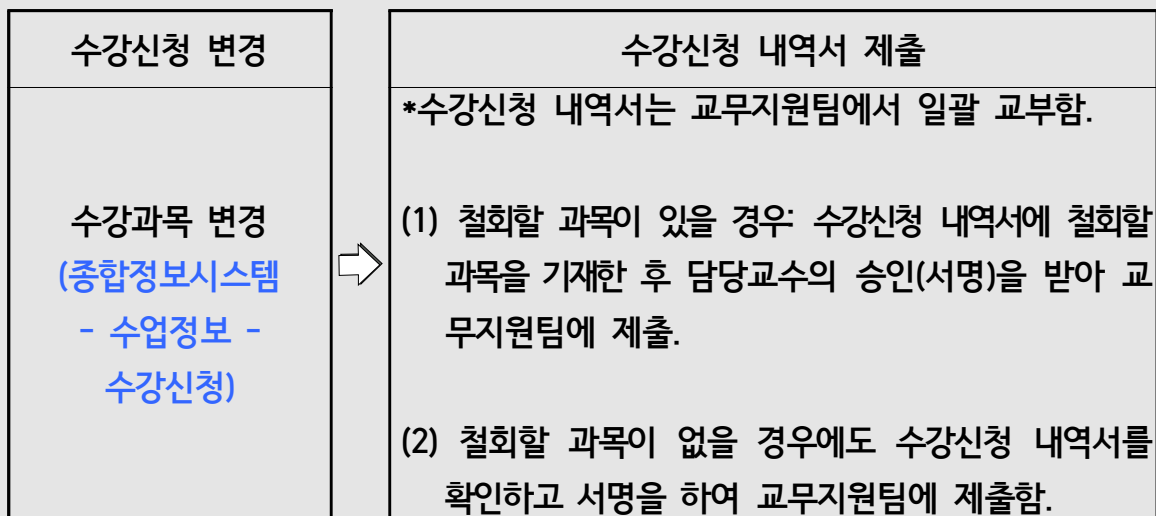 수강신청 변경
수강과목 변경
(종합정보시스템
- 수업정보 -
수강신청)
수강신청 내역서 제출
*수강신청 내역서는 교무지원팀에서 일괄 교부함.
(1) 철회할 과목이 있을 경우: 수강신청 내역서에 철회할
과목을 기재한 후 담당교수의 승인(서명)을 받아 교
무지원팀에 제출.
(2) 철회할 과목이 없을 경우에도 수강신청 내역서를
확인하고 서명을 하여 교무지원팀에 제출함.